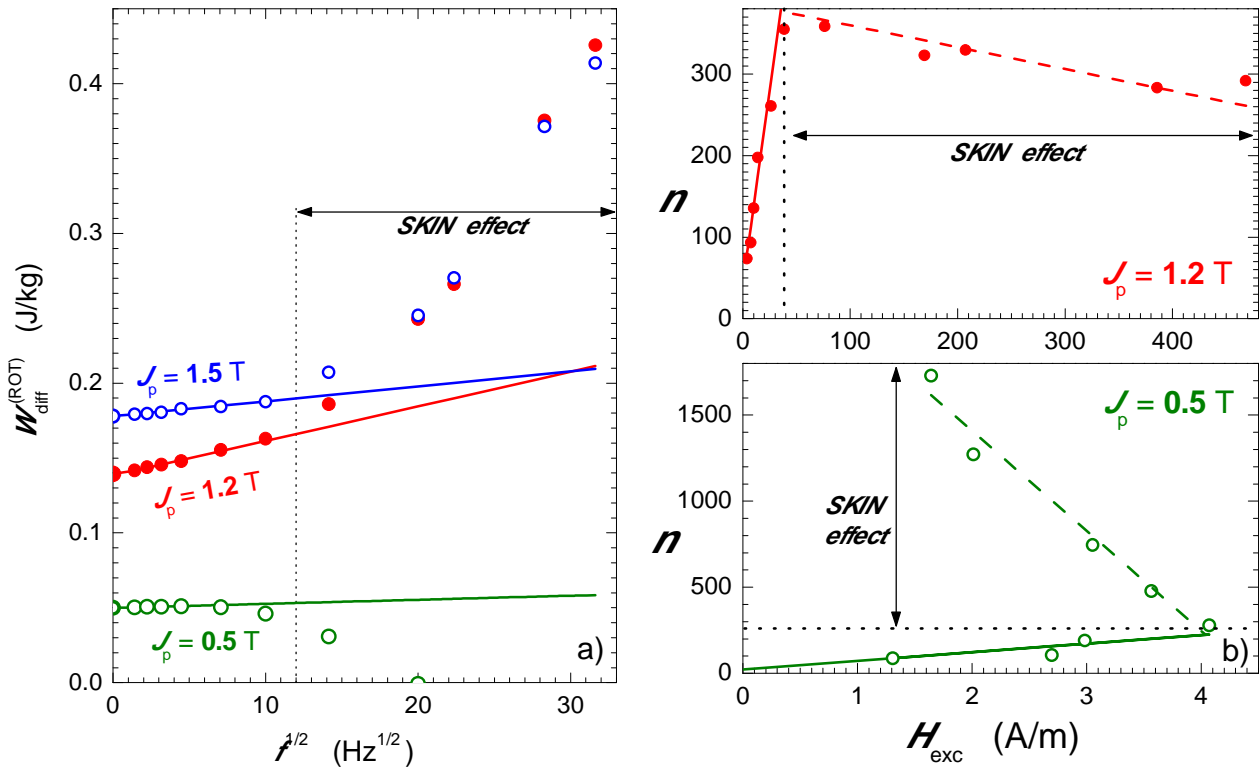 0.4
0.3
0.2
0.1
0.0
0
10
20
30
W_diff^(ROT) (J/kg)
f^1/2 (Hz^1/2)
SKIN effect
J_p = 1.5 T
J_p = 1.2 T
J_p = 0.5 T
a)
300
200
100
0
0
100
200
300
400
n
SKIN effect
J_p = 1.2 T
1500
1000
500
0
0
1
2
3
4
n
SKIN
effect
J_p = 0.5 T
b)
H_exc (A/m)